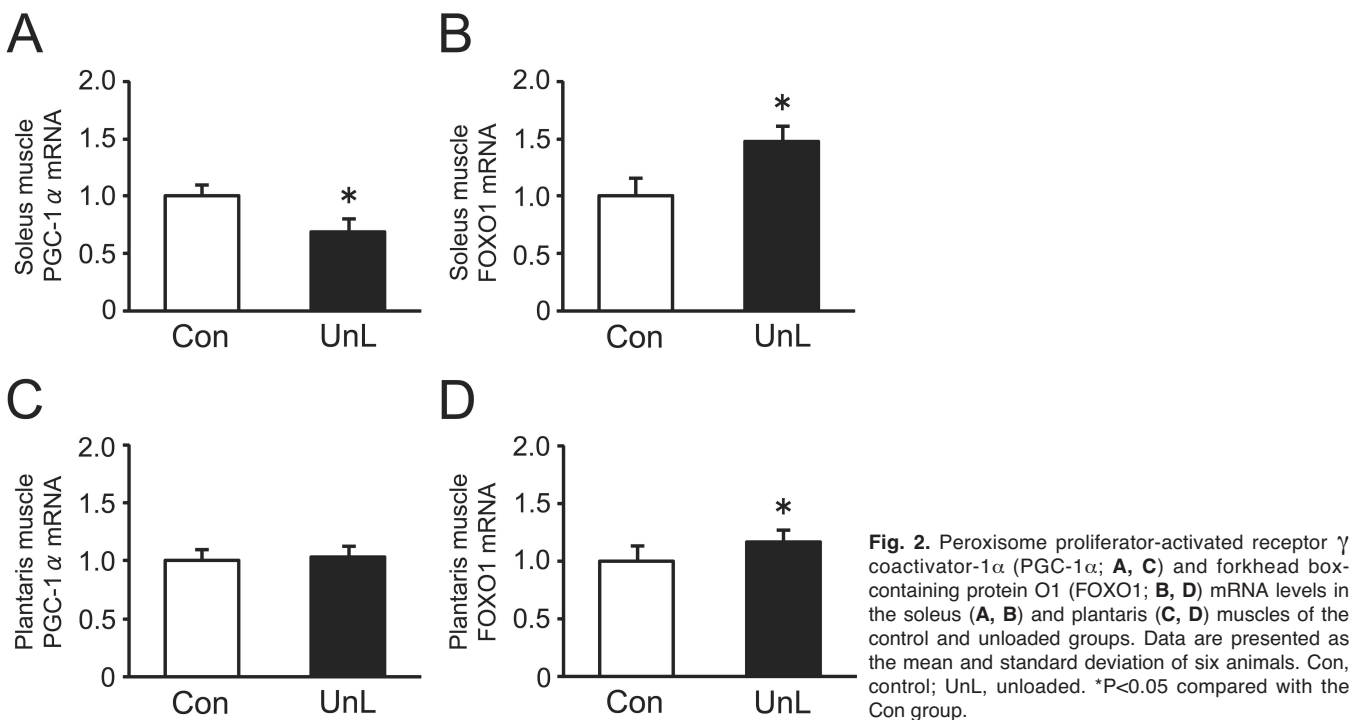 A
Soleus muscle
PGC-1α mRNA
2.0
1.5
1.0
0.5
0
*
Con UnL
B
Soleus muscle
FOXO1 mRNA
2.0
1.5
1.0
0.5
0
*
Con UnL
C
Plantaris muscle
PGC-1α mRNA
2.0
1.5
1.0
0.5
0
Con UnL
D
Plantaris muscle
FOXO1 mRNA
2.0
1.5
1.0
0.5
0
*
Con UnL
Fig. 2. Peroxisome proliferator-activated receptor γ
coactivator-1α (PGC-1α; A, C) and forkhead box-
containing protein O1 (FOXO1; B, D) mRNA levels in
the soleus (A, B) and plantaris (C, D) muscles of the
control and unloaded groups. Data are presented as
the mean and standard deviation of six animals. Con,
control; UnL, unloaded. *P<0.05 compared with the
Con group.